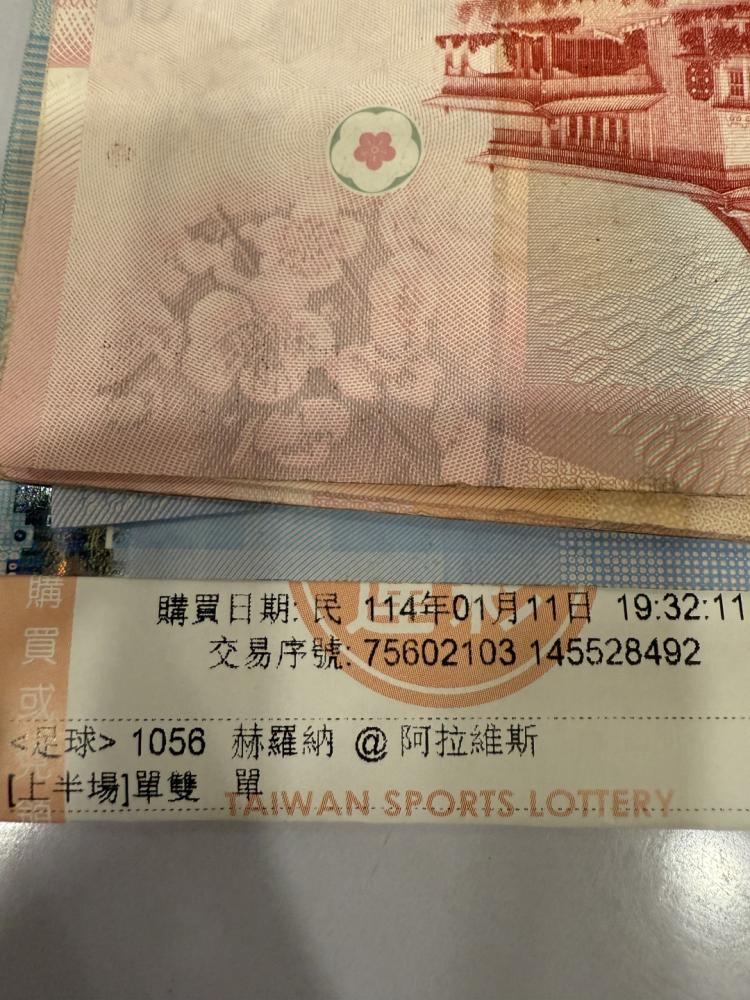 購買日期: 民 114年01月11日 19:32:11
交易序號: 75602103 145528492
<足球> 1056 赫羅納 @ 阿拉維斯
[上半場]單雙 單
TAIWAN SPORTS LOTTERY
購買或